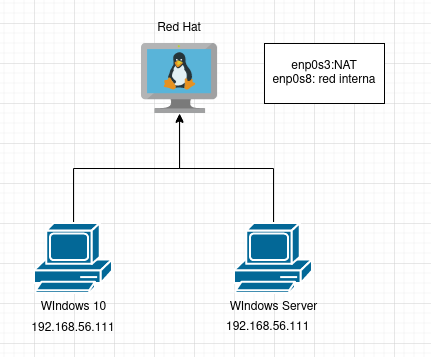 Red Hat
enp0s3:NAT
enp0s8: red interna
WIndows 10
192.168.56.111
WIndows Server
192.168.56.111